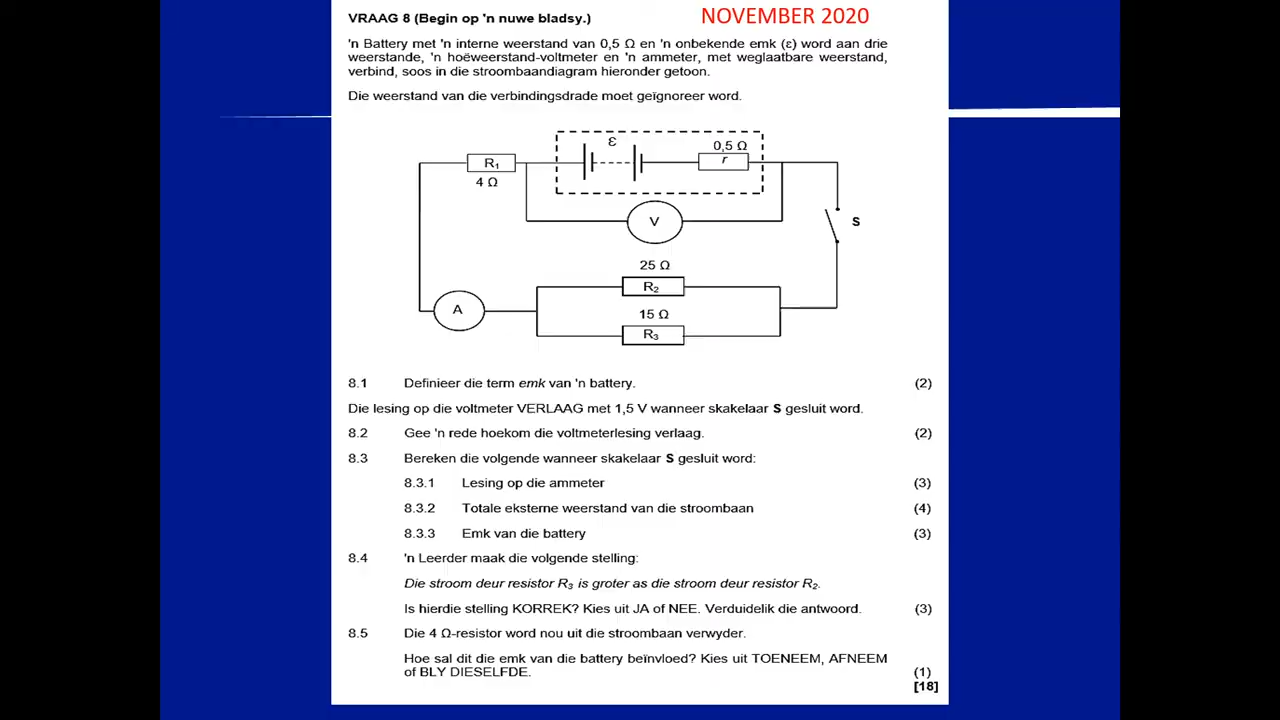 VRAAG 8 (Begin op 'n nuwe bladsy.)
NOVEMBER 2020
'n Battery met 'n interne weerstand van 0,5 Ω en 'n onbekende emk (ε) word aan drie
weerstande, 'n hoëweerstand-voltmeter en 'n ammeter, met weglaatbare weerstand,
verbind, soos in die stroombaandiagram hieronder getoon.
Die weerstand van die verbindingsdrade moet geïgnoreer word.
ε
0,5 Ω
R₁
r
4 Ω
V
S
25 Ω
R₂
A
15 Ω
R₃
8.1 Definieer die term emk van 'n battery. (2)
Die lesing op die voltmeter VERLAAG met 1,5 V wanneer skakelaar S gesluit word.
8.2 Gee 'n rede hoekom die voltmeterlesing verlaag. (2)
8.3 Bereken die volgende wanneer skakelaar S gesluit word:
8.3.1 Lesing op die ammeter (3)
8.3.2 Totale eksterne weerstand van die stroombaan (4)
8.3.3 Emk van die battery (3)
8.4 'n Leerder maak die volgende stelling:
Die stroom deur resistor R₃ is groter as die stroom deur resistor R₂.
Is hierdie stelling KORREK? Kies uit JA of NEE. Verduidelik die antwoord. (3)
8.5 Die 4 Ω-resistor word nou uit die stroombaan verwyder.
Hoe sal dit die emk van die battery beïnvloed? Kies uit TOENEEM, AFNEEM
of BLY DIESELFDE. (1)
[18]